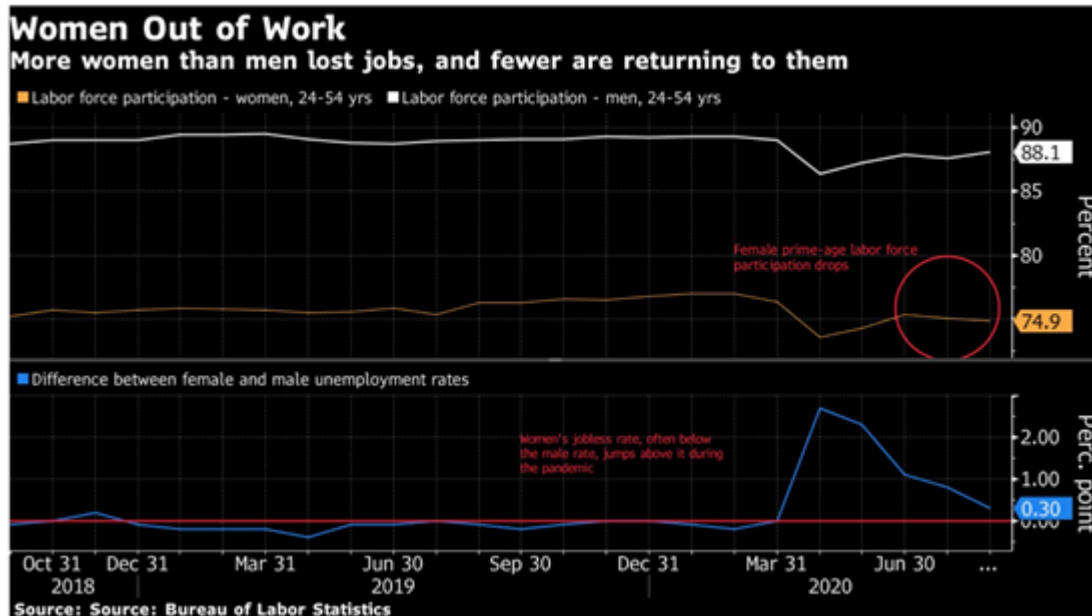 Women Out of Work
More women than men lost jobs, and fewer are returning to them
Labor force participation - women, 24-54 yrs Labor force participation - men, 24-54 yrs
90
88.1
85
Percent
Female prime-age labor force
participation drops
80
74.9
Difference between female and male unemployment rates
Women's jobless rate, often below
the male rate, jumps above it during
the pandemic
2.00
1.00
0.30
0.00
Perc. point
Oct 31 Dec 31 Mar 31 Jun 30 Sep 30 Dec 31 Mar 31 Jun 30 ...
2018 2019 2020
Source: Source: Bureau of Labor Statistics